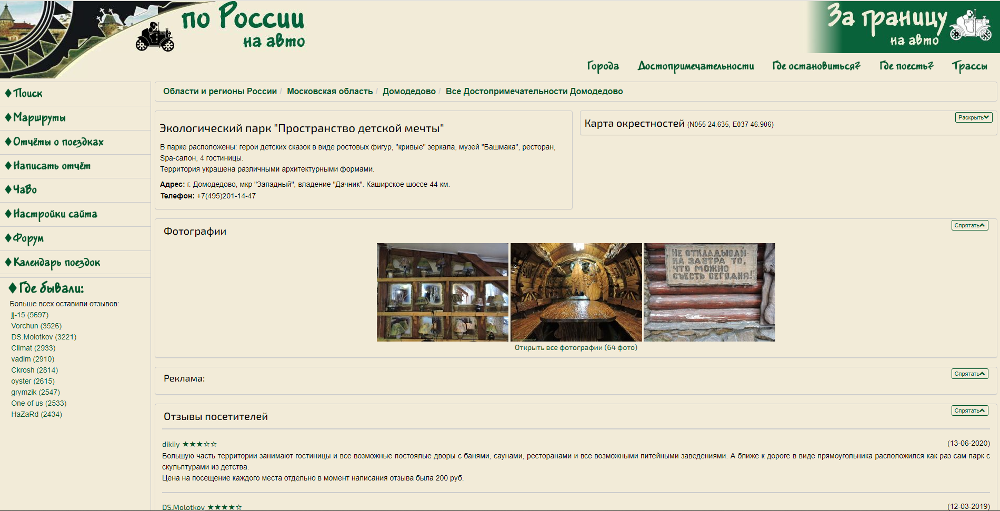 по России
на авто
За границу
на авто
Города
Достопримечательности
Где остановиться?
Где поесть?
Трассы
Поиск
Маршруты
Отчёты о поездках
Написать отчёт
ЧаВо
Настройки сайта
Форум
Календарь поездок
Где бывали:
Больше всех оставили отзывов:
jj-15 (5697)
Vorchun (3526)
DS.Molotkov (3221)
Climat (2933)
vadim (2910)
Ckrosh (2814)
oyster (2615)
grymzik (2547)
One of us (2533)
HaZaRd (2434)
Области и регионы России / Московская область / Домодедово / Все Достопримечательности Домодедово
Экологический парк "Пространство детской мечты"
В парке расположены: герои детских сказок в виде ростовых фигур, "кривые" зеркала, музей "Башмака", ресторан,
Spa-салон, 4 гостиницы.
Территория украшена различными архитектурными формами.
Адрес: г. Домодедово, мкр "Западный", владение "Дачник". Каширское шоссе 44 км.
Телефон: +7(495)201-14-47
Карта окрестностей (N055 24.635, E037 46.906)
Раскрыть
Фотографии
Спрятать
НЕ ОТКЛАДЫВАЙ
НА ЗАВТРА ТО,
ЧТО МОЖНО
СЪЕСТЬ СЕГОДНЯ!
Открыть все фотографии (64 фото)
Реклама:
Спрятать
Отзывы посетителей
Спрятать
dikiiy ★★★☆☆
(13-06-2020)
Большую часть территории занимают гостиницы и все возможные постоялые дворы с банями, саунами, ресторанами и все возможными питейными заведениями. А ближе к дороге в виде прямоугольника расположился как раз сам парк с
скульптурами из детства.
Цена на посещение каждого места отдельно в момент написания отзыва была 200 руб.
DS.Molotkov ★★★★☆
(12-03-2019)